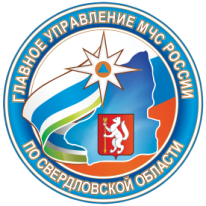 ГЛАВНОЕ УПРАВЛЕНИЕ МЧС РОССИИ
ПО СВЕРДЛОВСКОЙ ОБЛАСТИ